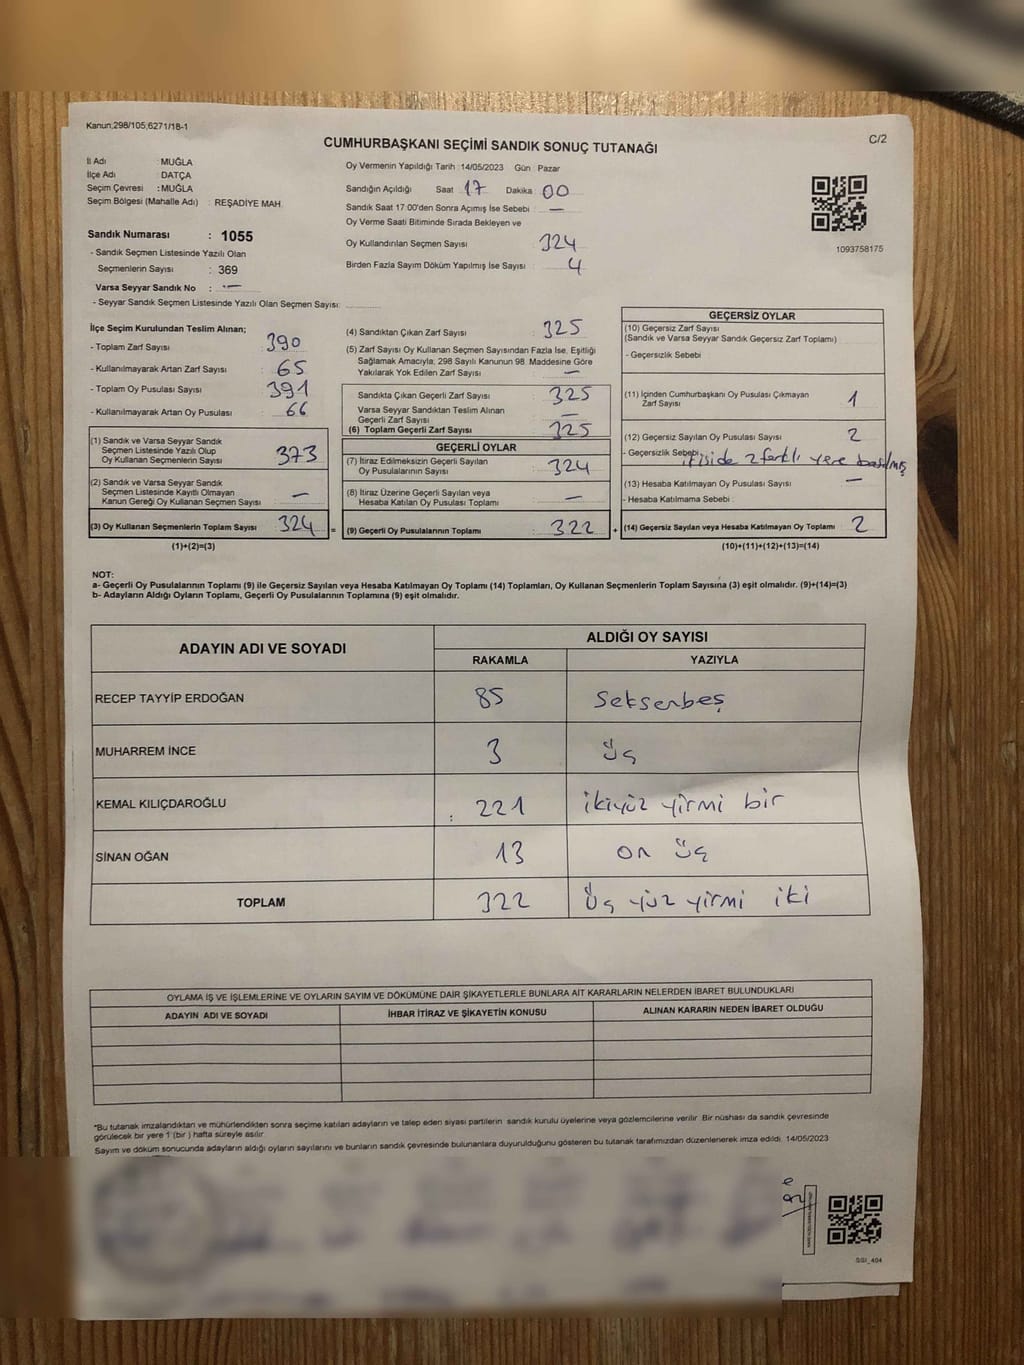 Kanun;298/105;6271/18-1
C/2
CUMHURBAŞKANI SEÇİMİ SANDIK SONUÇ TUTANAĞI
İl Adı : MUĞLA
İlçe Adı : DATÇA
Seçim Çevresi : MUĞLA
Seçim Bölgesi (Mahalle Adı) : REŞADİYE MAH.
Sandık Numarası : 1055
- Sandık Seçmen Listesinde Yazılı Olan
Seçmenlerin Sayısı : 369
Varsa Seyyar Sandık No : —
- Seyyar Sandık Seçmen Listesinde Yazılı Olan Seçmen Sayısı:
Oy Vermenin Yapıldığı Tarih :14/05/2023 Gün Pazar
Sandığın Açıldığı Saat 17 Dakika 00
Sandık Saat 17:00'den Sonra Açımış İse Sebebi : —
Oy Verme Saati Bitiminde Sırada Bekleyen ve
Oy Kullandırılan Seçmen Sayısı : 324
Birden Fazla Sayım Döküm Yapılmış İse Sayısı : 4
1093758175
İlçe Seçim Kurulundan Teslim Alınan;
- Toplam Zarf Sayısı : 390
- Kullanılmayarak Artan Zarf Sayısı : 65
- Toplam Oy Pusulası Sayısı : 391
- Kullanılmayarak Artan Oy Pusulası : 66
(1) Sandık ve Varsa Seyyar Sandık
Seçmen Listesinde Yazılı Olup
Oy Kullanan Seçmenlerin Sayısı : 373
(2) Sandık ve Varsa Seyyar Sandık
Seçmen Listesinde Kayıtlı Olmayan
Kanun Gereği Oy Kullanan Seçmen Sayısı : —
(3) Oy Kullanan Seçmenlerin Toplam Sayısı : 324
(1)+(2)=(3)
(4) Sandıktan Çıkan Zarf Sayısı : 325
(5) Zarf Sayısı Oy Kullanan Seçmen Sayısından Fazla İse, Eşitliği
Sağlamak Amacıyla; 298 Sayılı Kanunun 98. Maddesine Göre
Yakılarak Yok Edilen Zarf Sayısı : —
Sandıkta Çıkan Geçerli Zarf Sayısı : 325
Varsa Seyyar Sandıktan Teslim Alınan
Geçerli Zarf Sayısı : —
(6) Toplam Geçerli Zarf Sayısı : 325
GEÇERLİ OYLAR
(7) İtiraz Edilmeksizin Geçerli Sayılan
Oy Pusulalarının Sayısı : 324
(8) İtiraz Üzerine Geçerli Sayılan veya
Hesaba Katılan Oy Pusulası Toplamı : —
= (9) Geçerli Oy Pusulalarının Toplamı : 322 +
GEÇERSİZ OYLAR
(10) Geçersiz Zarf Sayısı
(Sandık ve Varsa Seyyar Sandık Geçersiz Zarf Toplamı) :
- Geçersizlik Sebebi
(11) İçinden Cumhurbaşkanı Oy Pusulası Çıkmayan
Zarf Sayısı : 1
(12) Geçersiz Sayılan Oy Pusulası Sayısı : 2
- Geçersizlik Sebebi : ikiside 2 farklı yere basılmış
(13) Hesaba Katılmayan Oy Pusulası Sayısı : —
- Hesaba Katılmama Sebebi :
(14) Geçersiz Sayılan veya Hesaba Katılmayan Oy Toplamı : 2
(10)+(11)+(12)+(13)=(14)
NOT:
a- Geçerli Oy Pusulalarının Toplamı (9) ile Geçersiz Sayılan veya Hesaba Katılmayan Oy Toplamı (14) Toplamları, Oy Kullanan Seçmenlerin Toplam Sayısına (3) eşit olmalıdır. (9)+(14)=(3)
b- Adayların Aldığı Oyların Toplamı, Geçerli Oy Pusulalarının Toplamına (9) eşit olmalıdır.
ADAYIN ADI VE SOYADI ALDIĞI OY SAYISI
RAKAMLA YAZIYLA
RECEP TAYYİP ERDOĞAN 85 Seksenbeş
MUHARREM İNCE 3 Üç
KEMAL KILIÇDAROĞLU : 221 ikiyüz yirmi bir
SİNAN OĞAN 13 on üç
TOPLAM 322 Üç yüz yirmi iki
OYLAMA İŞ VE İŞLEMLERİNE VE OYLARIN SAYIM VE DÖKÜMÜNE DAİR ŞİKAYETLERLE BUNLARA AİT KARARLARIN NELERDEN İBARET BULUNDUKLARI
ADAYIN ADI VE SOYADI İHBAR İTİRAZ VE ŞİKAYETİN KONUSU ALINAN KARARIN NEDEN İBARET OLDUĞU
*Bu tutanak imzalandıktan ve mühürlendikten sonra seçime katılan adayların ve talep eden siyasi partilerin sandık kurulu üyelerine veya gözlemcilerine verilir. Bir nüshası da sandık çevresinde
görülecek bir yere 1 (bir ) hafta süreyle asılır.
Sayım ve döküm sonucunda adayların aldığı oyların sayılarını ve bunların sandık çevresinde bulunanlara duyurulduğunu gösteren bu tutanak tarafımızdan düzenlenerek imza edildi. 14/05/2023